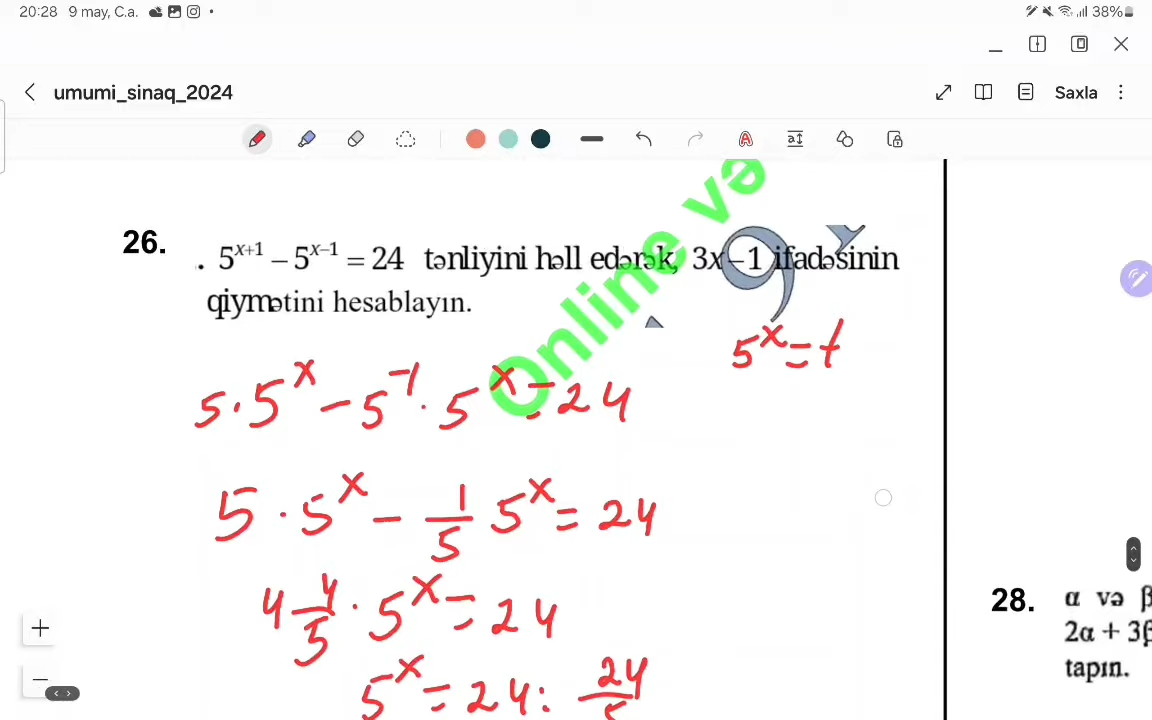 20:28 9 may, C.a. 38%
umumi_sinaq_2024 Saxla
Online və
26. . 5^{x+1} – 5^{x–1} = 24 tənliyini həll edərək, 3x–1 ifadəsinin
qiymətini hesablayın.
5^x = t
5 · 5^x – 5^{-1} · 5^x = 24
5 · 5^x – 1/5 5^x = 24
4 4/5 · 5^x = 24
5^x = 24 : 24/5
28. α və β
2α + 3β
tapın.